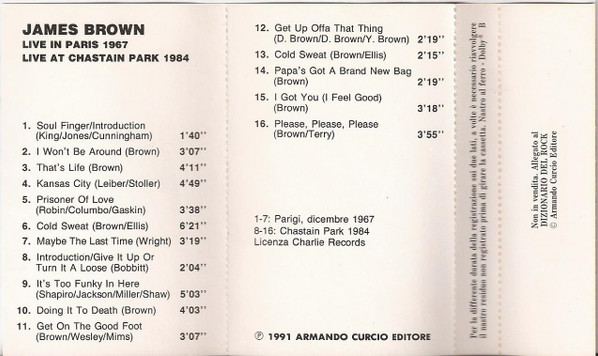 JAMES BROWN
LIVE IN PARIS 1967
LIVE AT CHASTAIN PARK 1984
1. Soul Finger/Introduction
(King/Jones/Cunningham) 1'40''
2. I Won't Be Around (Brown) 3'07''
3. That's Life (Brown) 4'11''
4. Kansas City (Leiber/Stoller) 4'49''
5. Prisoner Of Love
(Robin/Columbo/Gaskin) 3'38''
6. Cold Sweat (Brown/Ellis) 6'21''
7. Maybe The Last Time (Wright) 3'19''
8. Introduction/Give It Up Or
Turn It A Loose (Bobbitt) 2'04''
9. It's Too Funky In Here
(Shapiro/Jackson/Miller/Shaw) 5'03''
10. Doing It To Death (Brown) 4'03''
11. Get On The Good Foot
(Brown/Wesley/Mims) 3'07''
12. Get Up Offa That Thing
(D. Brown/D. Brown/Y. Brown) 2'19''
13. Cold Sweat (Brown/Ellis) 2'15''
14. Papa's Got A Brand New Bag
(Brown) 2'19''
15. I Got You (I Feel Good)
(Brown) 3'18''
16. Please, Please, Please
(Brown/Terry) 3'55''
1-7: Parigi, dicembre 1967
8-16: Chastain Park 1984
Licenza Charlie Records
℗ 1991 ARMANDO CURCIO EDITORE
Per la differente durata della registrazione sui due lati, a volte è necessario riavvolgere
il nastro residuo non registrato prima di girare la cassetta. Nastro al ferro - Dolby® B
Non in vendita. Allegato al
DIZIONARIO DEL ROCK
© Armando Curcio Editore